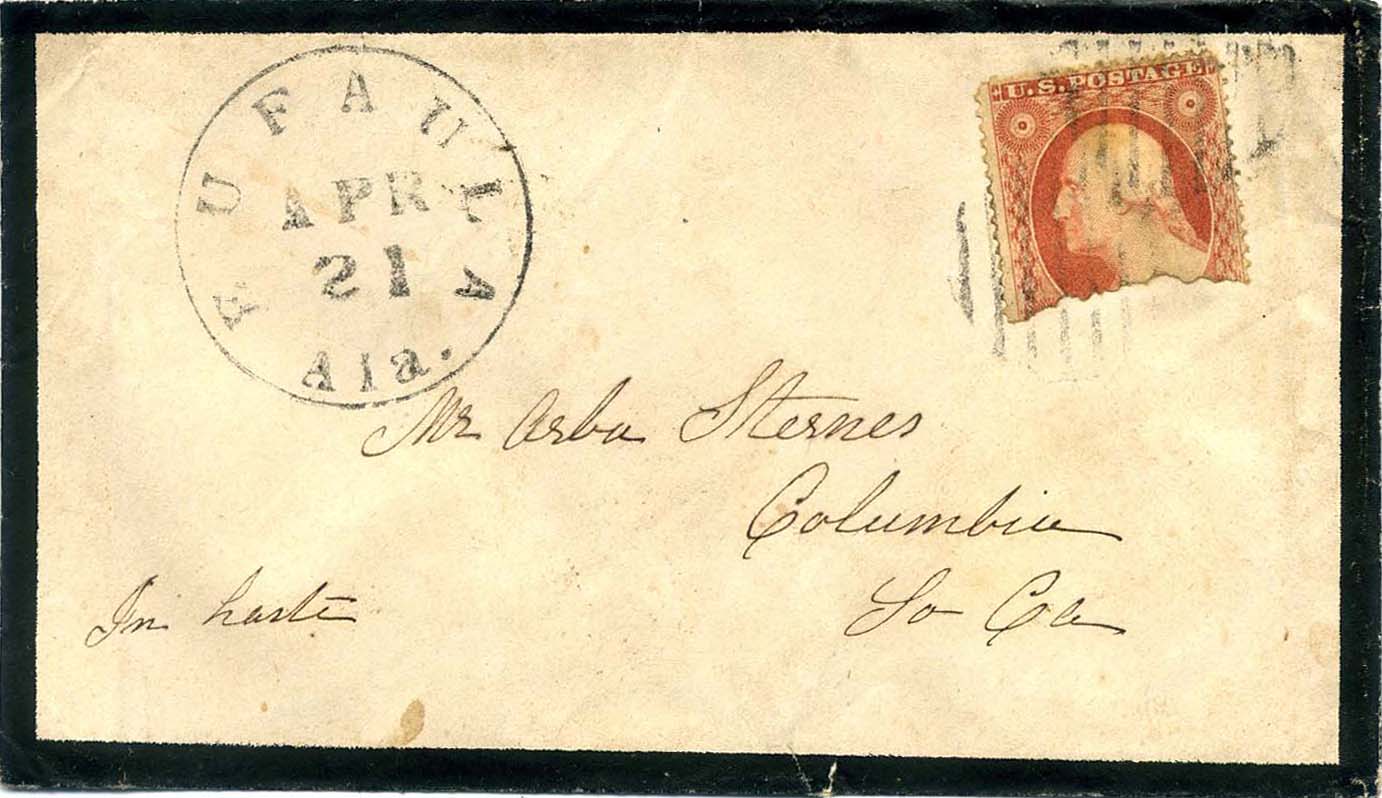 EUFAULA
APR
21
Ala.
U.S. POSTAGE
Mr Arba Sternes
Columbia
So Ca
In haste